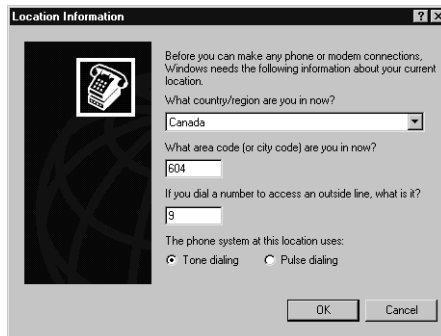 Location Information
Before you can make any phone or modem connections,
Windows needs the following information about your current
location.
What country/region are you in now?
Canada
What area code (or city code) are you in now?
604
If you dial a number to access an outside line, what is it?
9
The phone system at this location uses:
Tone dialing Pulse dialing
OK Cancel